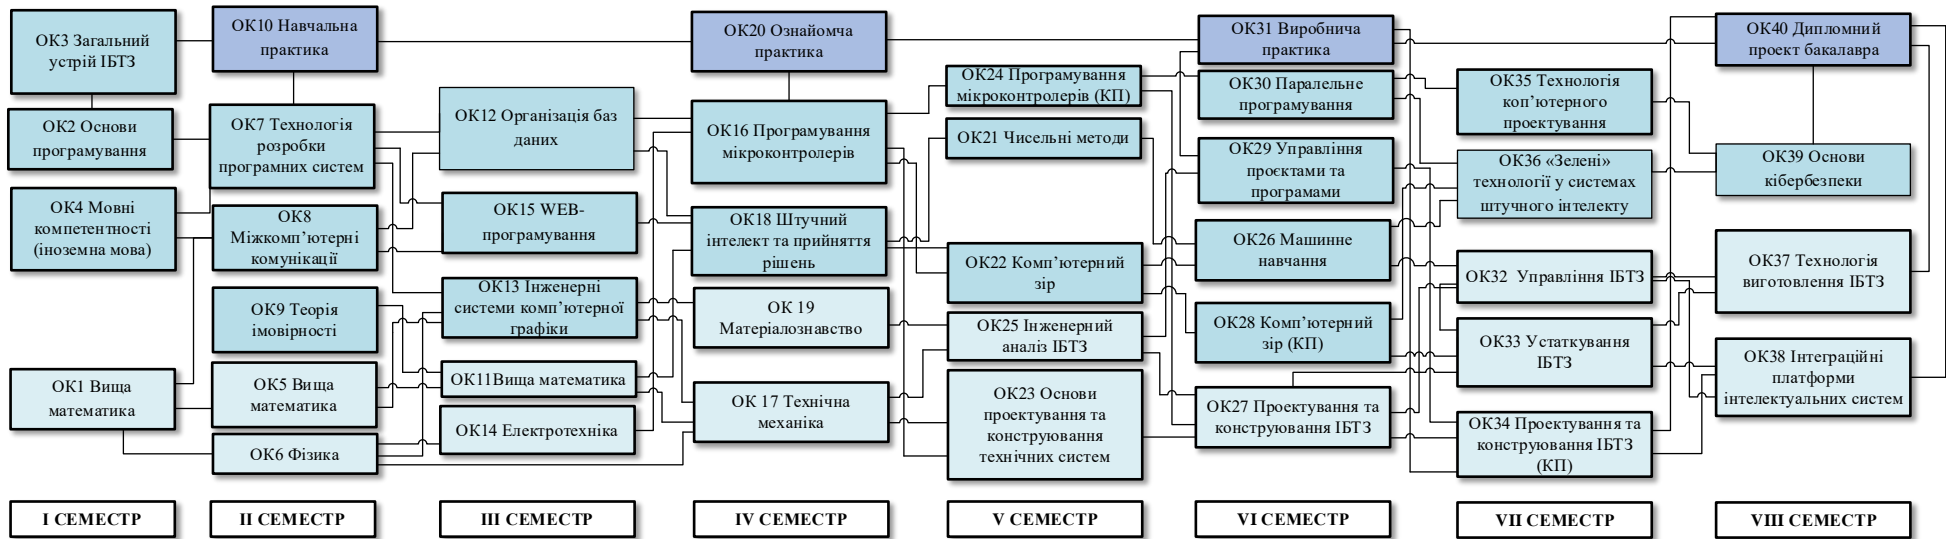 ОК3 Загальний
устрій ІБТЗ
ОК2 Основи
програмування
ОК4 Мовні
компетентності
(іноземна мова)
ОК1 Вища
математика
І СЕМЕСТР
ОК10 Навчальна
практика
ОК7 Технологія
розробки
програмних систем
ОК8
Міжкомп’ютерні
комунікації
ОК9 Теорія
імовірності
ОК5 Вища
математика
ОК6 Фізика
ІІ СЕМЕСТР
ОК12 Організація баз
даних
ОК15 WEB-
програмування
ОК13 Інженерні
системи комп’ютерної
графіки
ОК11Вища математика
ОК14 Електротехніка
ІІІ СЕМЕСТР
ОК20 Ознайомча
практика
ОК16 Програмування
мікроконтролерів
ОК18 Штучний
інтелект та прийняття
рішень
ОК 19
Матеріалознавство
ОК 17 Технічна
механіка
IV СЕМЕСТР
ОК24 Програмування
мікроконтролерів (КП)
ОК21 Чисельні методи
ОК22 Комп’ютерний
зір
ОК25 Інженерний
аналіз ІБТЗ
ОК23 Основи
проектування та
конструювання
технічних систем
V СЕМЕСТР
ОК31 Виробнича
практика
ОК30 Паралельне
програмування
ОК29 Управління
проєктами та
програмами
ОК26 Машинне
навчання
ОК28 Комп’ютерний
зір (КП)
ОК27 Проектування та
конструювання ІБТЗ
VI СЕМЕСТР
ОК35 Технологія
коп’ютерного
проектування
ОК36 «Зелені»
технології у системах
штучного інтелекту
ОК32 Управління ІБТЗ
ОК33 Устаткування
ІБТЗ
ОК34 Проектування та
конструювання ІБТЗ
(КП)
VII СЕМЕСТР
ОК40 Дипломний
проект бакалавра
ОК39 Основи
кібербезпеки
ОК37 Технологія
виготовлення ІБТЗ
ОК38 Інтеграційні
платформи
інтелектуальних систем
VIII СЕМЕСТР